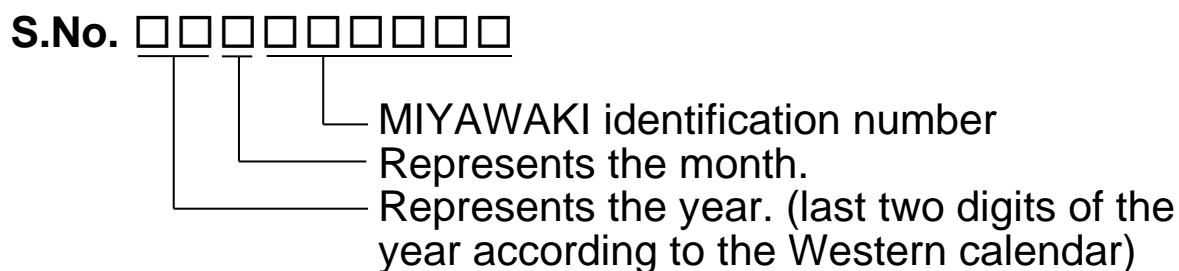 S.No. □□□□□□□□□
MIYAWAKI identification number
Represents the month.
Represents the year. (last two digits of the
year according to the Western calendar)